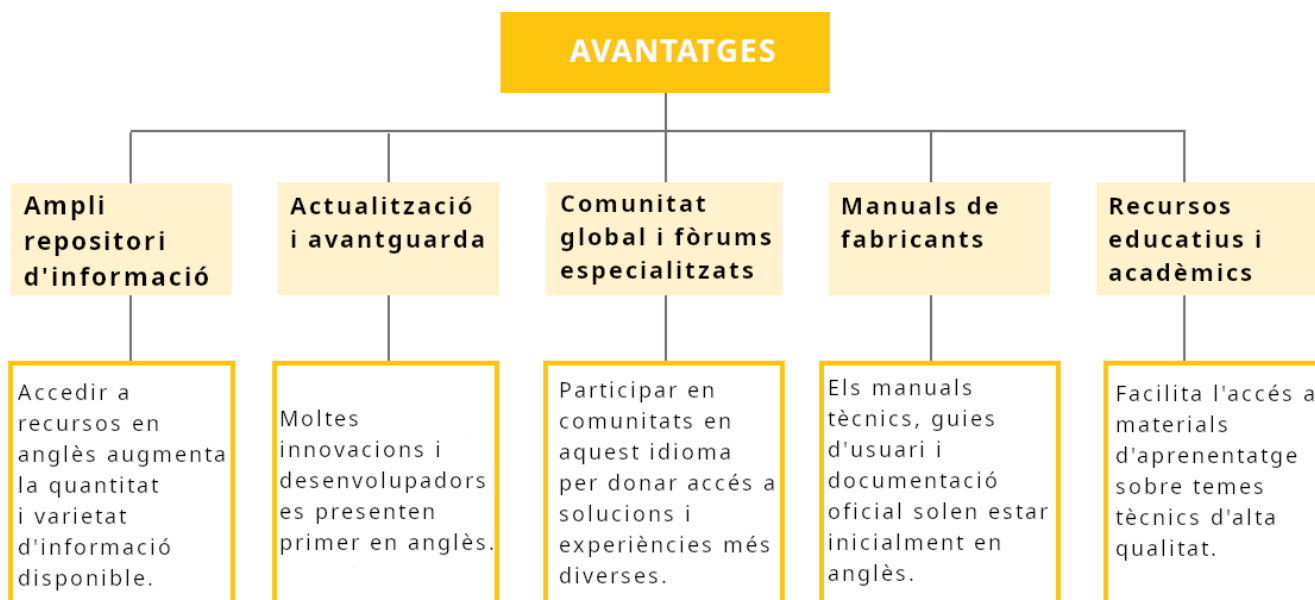 AVANTATGES
Ampli
repositori
d'informació
Actualització
i avantguarda
Comunitat
global i fòrums
especialitzats
Manuals de
fabricants
Recursos
educatius i
acadèmics
Accedir a
recursos en
anglès augmenta
la quantitat
i varietat
d'informació
disponible.
Moltes
innovacions i
desenvolupadors
es presenten
primer en anglès.
Participar en
comunitats en
aquest idioma
per donar accés a
solucions i
experiències més
diverses.
Els manuals
tècnics, guies
d'usuari i
documentació
oficial solen estar
inicialment en
anglès.
Facilita l'accés a
materials
d'aprenentatge
sobre temes
tècnics d'alta
qualitat.